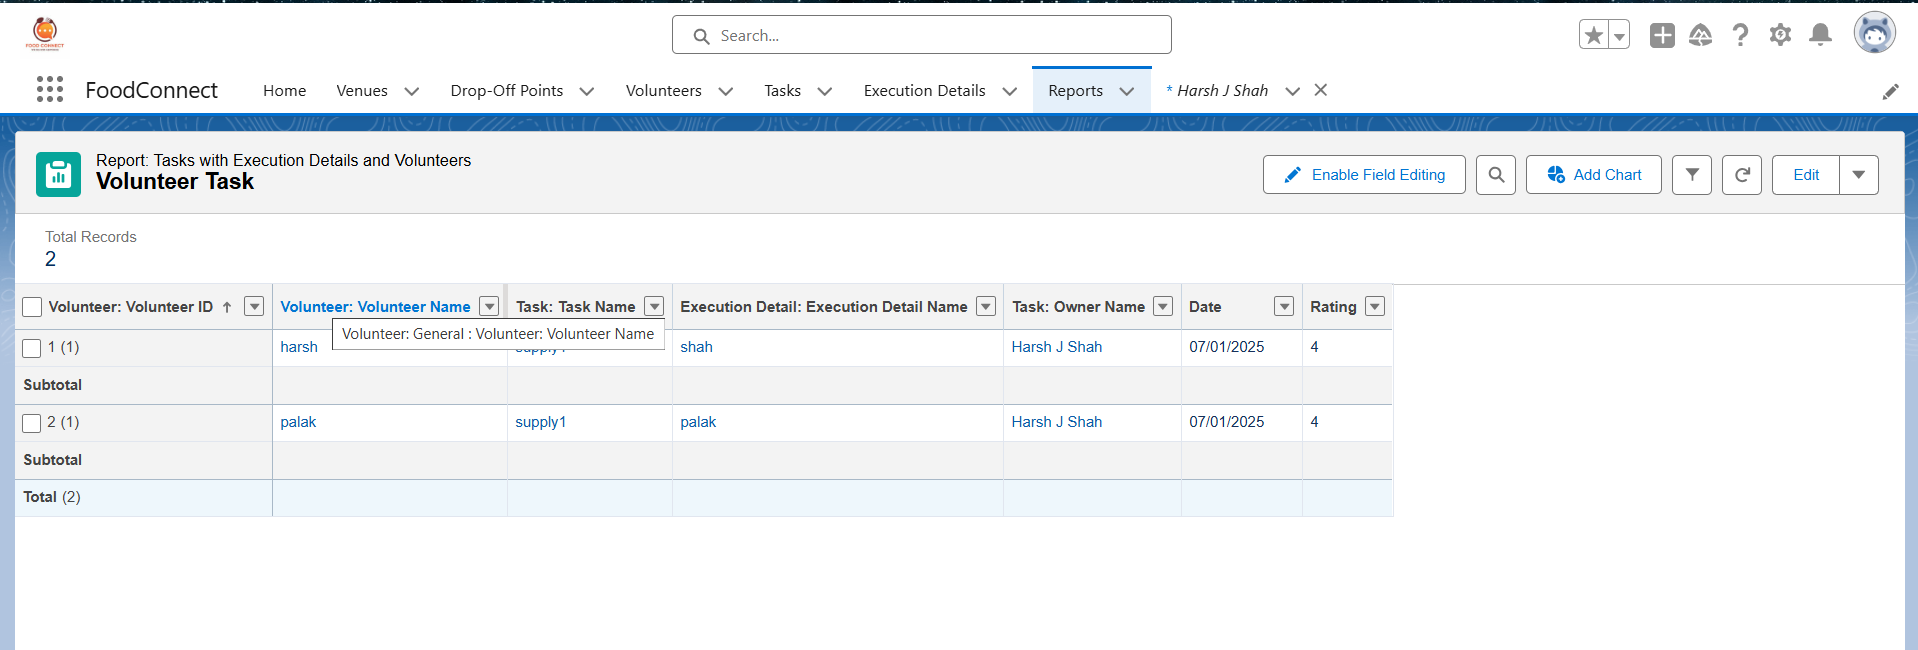 FOOD CONNECT
Search...
FoodConnect
Home
Venues
Drop-Off Points
Volunteers
Tasks
Execution Details
Reports
* Harsh J Shah
Report: Tasks with Execution Details and Volunteers
Volunteer Task
Enable Field Editing
Add Chart
Edit
Total Records
2
Volunteer: Volunteer ID ↑ Volunteer: Volunteer Name Task: Task Name Execution Detail: Execution Detail Name Task: Owner Name Date Rating
Volunteer: General : Volunteer: Volunteer Name
1 (1) harsh shah Harsh J Shah 07/01/2025 4
Subtotal
2 (1) palak supply1 palak Harsh J Shah 07/01/2025 4
Subtotal
Total (2)